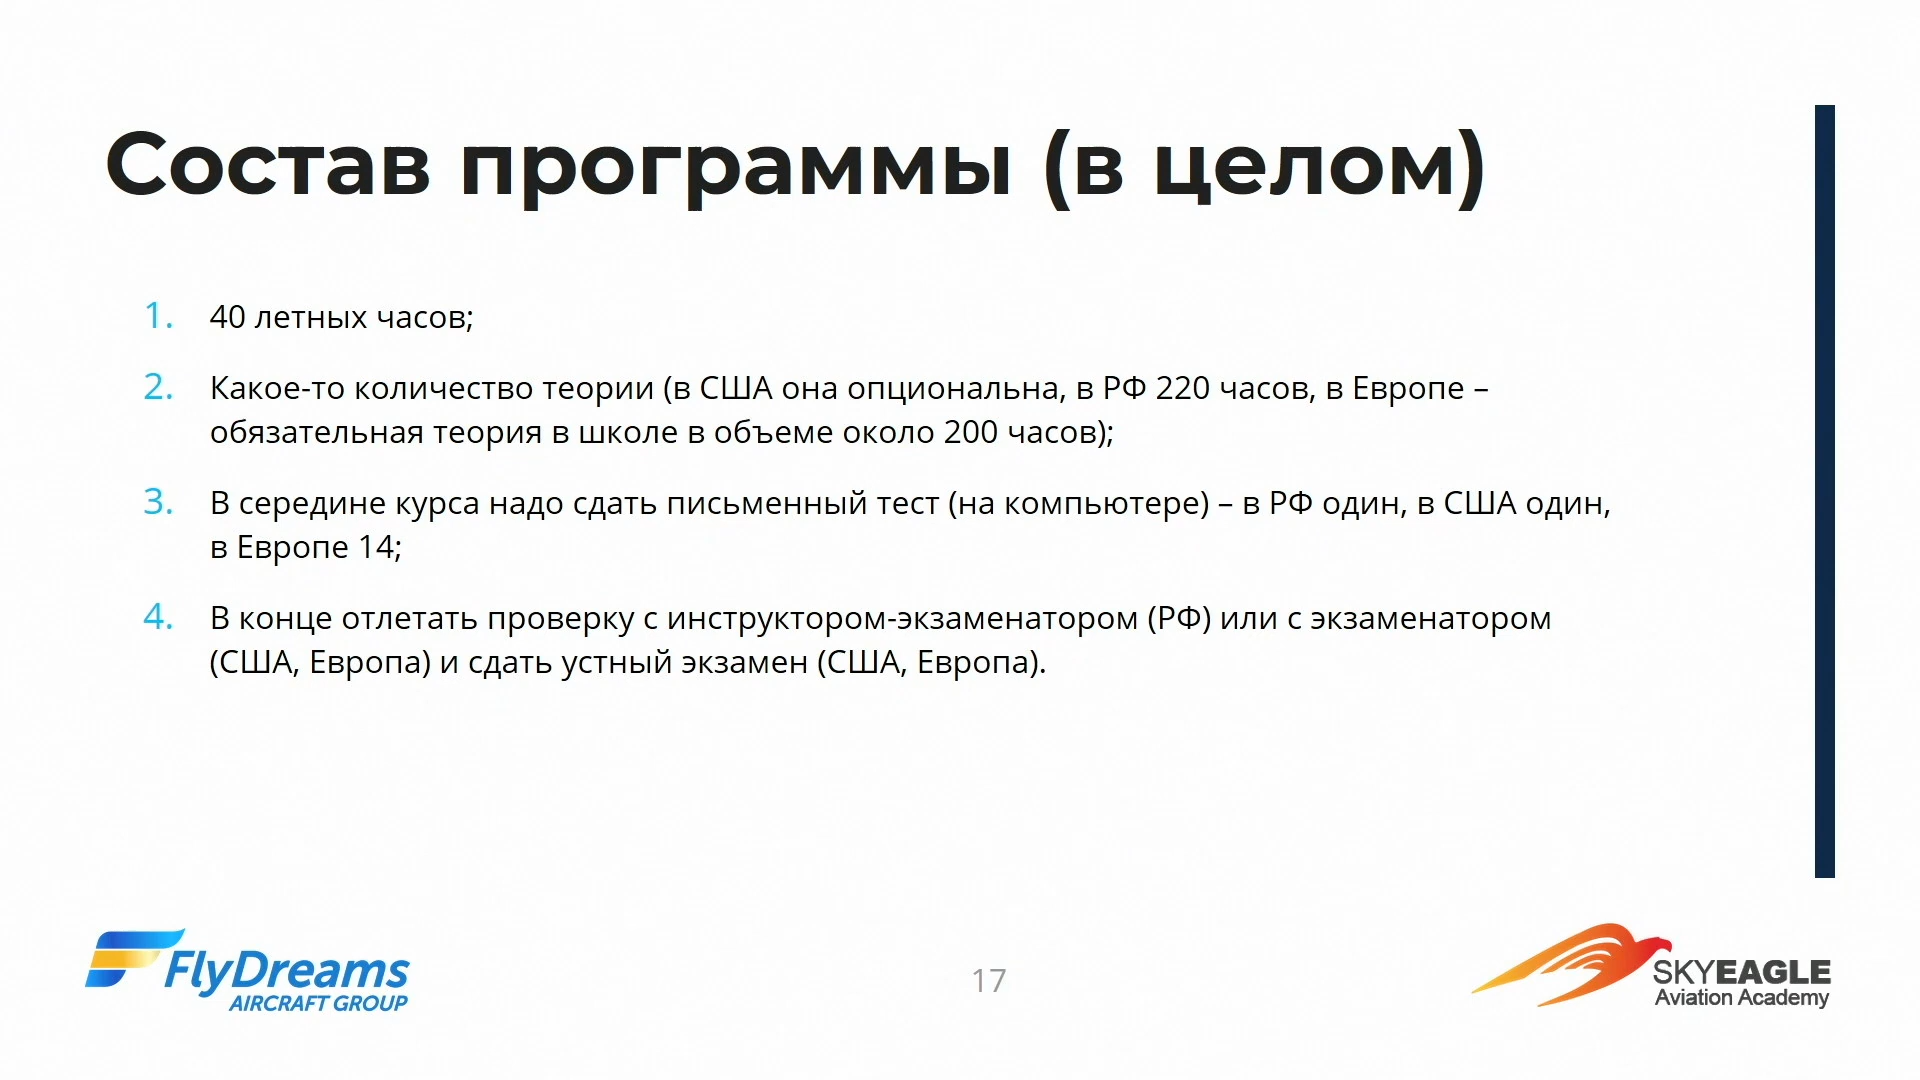 Состав программы (в целом)
1. 40 летных часов;
2. Какое-то количество теории (в США она опциональна, в РФ 220 часов, в Европе –
обязательная теория в школе в объеме около 200 часов);
3. В середине курса надо сдать письменный тест (на компьютере) – в РФ один, в США один,
в Европе 14;
4. В конце отлетать проверку с инструктором-экзаменатором (РФ) или с экзаменатором
(США, Европа) и сдать устный экзамен (США, Европа).
FlyDreams
AIRCRAFT GROUP
17
SKYEAGLE
Aviation Academy